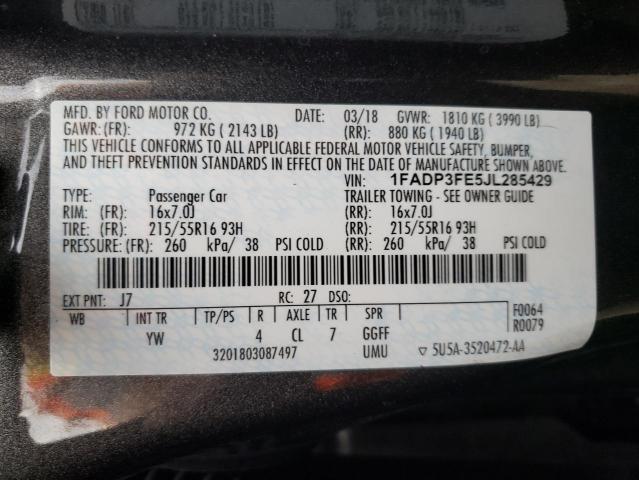 MFD. BY FORD MOTOR CO. DATE: 03/18 GVWR: 1810 KG ( 3990 LB)
GAWR: (FR): 972 KG ( 2143 LB) (RR): 880 KG ( 1940 LB)
THIS VEHICLE CONFORMS TO ALL APPLICABLE FEDERAL MOTOR VEHICLE SAFETY, BUMPER,
AND THEFT PREVENTION STANDARDS IN EFFECT ON THE DATE OF MANUFACTURE SHOWN ABOVE.
VIN: 1FADP3FE5JL285429
TYPE: Passenger Car TRAILER TOWING - SEE OWNER GUIDE
RIM: (FR): 16x7.0J (RR): 16x7.0J
TIRE: (FR): 215/55R16 93H (RR): 215/55R16 93H
PRESSURE: (FR): 260 kPa/ 38 PSI COLD (RR): 260 kPa/ 38 PSI COLD
EXT PNT: J7 RC: 27 DSO:
WB INT TR TP/PS R AXLE TR SPR F0064
YW 4 CL 7 GGFF R0079
3201803087497 UMU ▽ 5U5A-3520472-AA